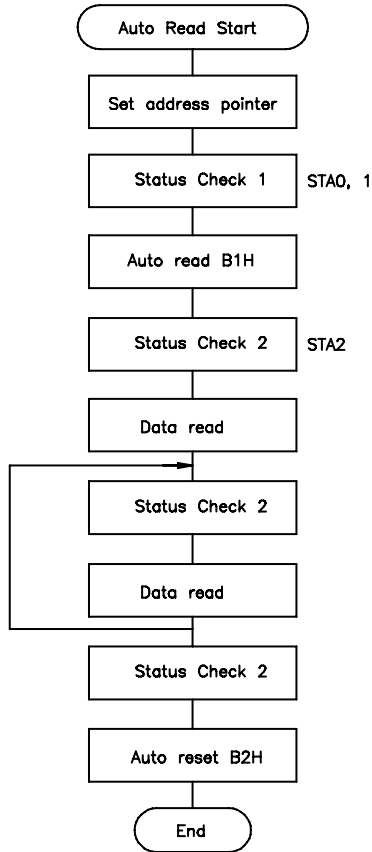 Auto Read Start
Set address pointer
Status Check 1
STA0, 1
Auto read B1H
Status Check 2
STA2
Data read
Status Check 2
Data read
Status Check 2
Auto reset B2H
End